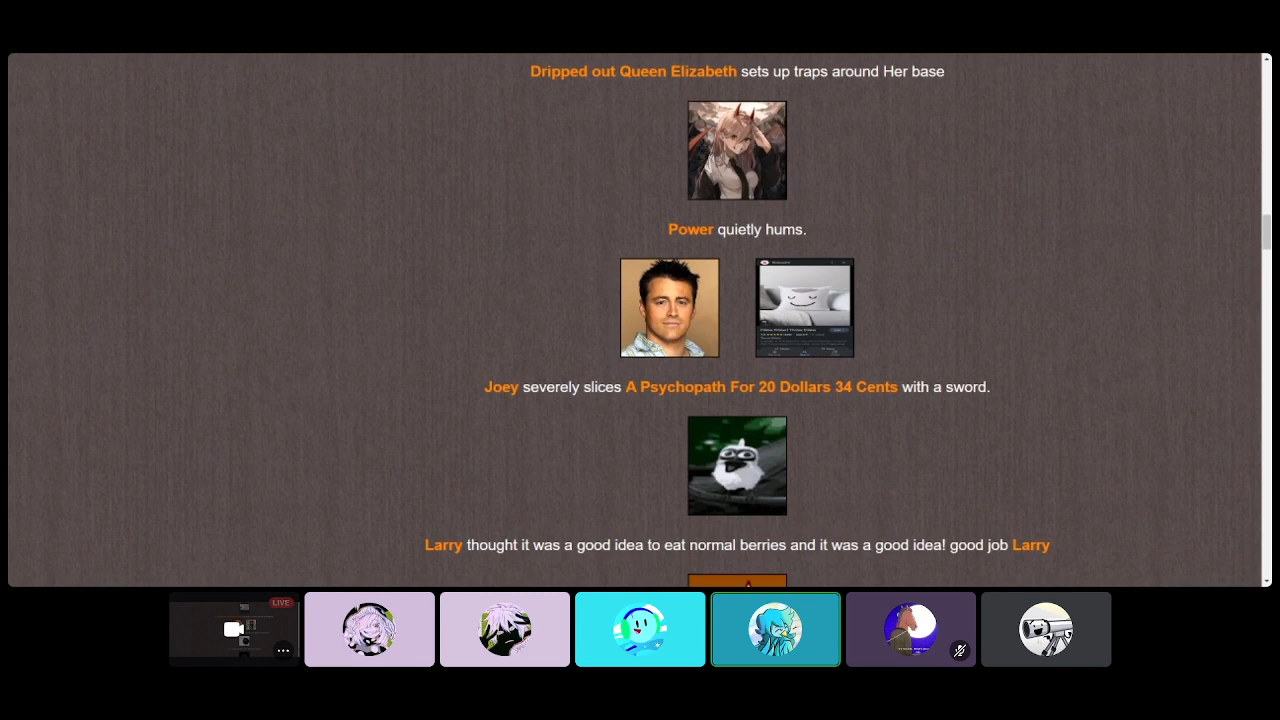 Dripped out Queen Elizabeth sets up traps around Her base
Power quietly hums.
Joey severely slices A Psychopath For 20 Dollars 34 Cents with a sword.
Larry thought it was a good idea to eat normal berries and it was a good idea! good job Larry
LIVE